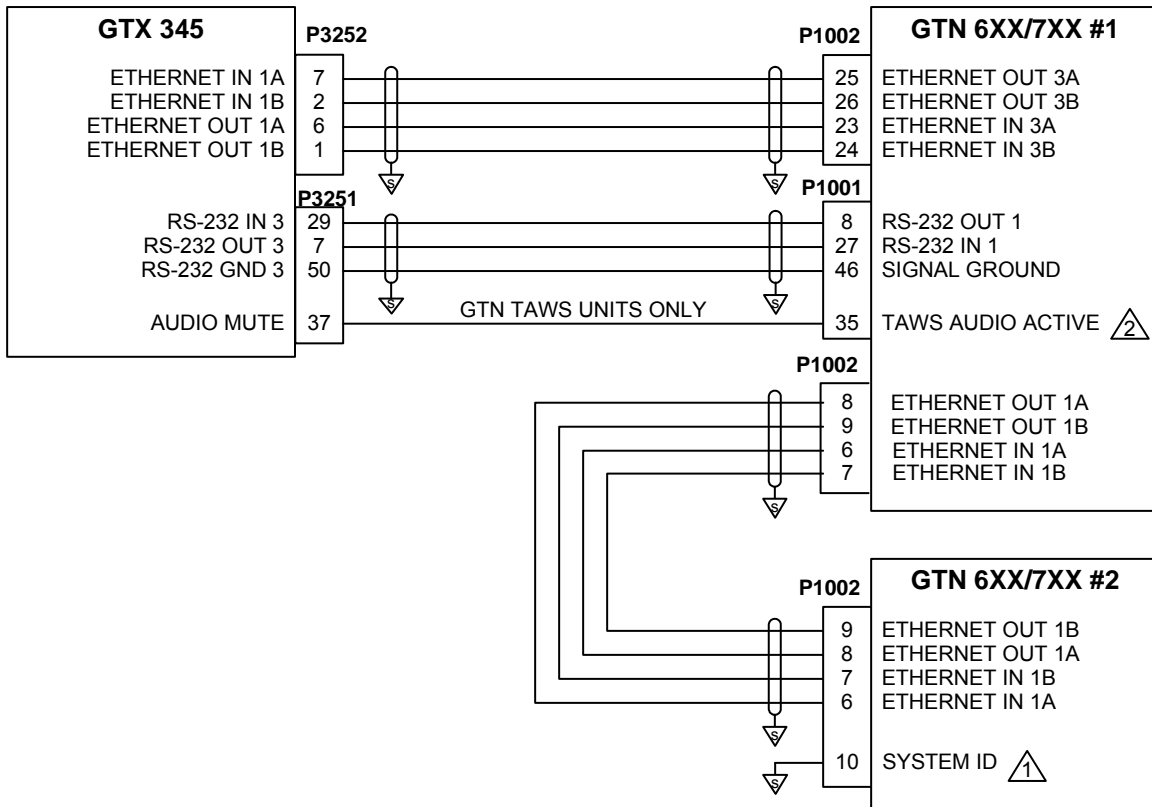 GTX 345 P3252 P1002 GTN 6XX/7XX #1
ETHERNET IN 1A 7 25 ETHERNET OUT 3A
ETHERNET IN 1B 2 26 ETHERNET OUT 3B
ETHERNET OUT 1A 6 23 ETHERNET IN 3A
ETHERNET OUT 1B 1 24 ETHERNET IN 3B
S S
P3251 P1001
RS-232 IN 3 29 8 RS-232 OUT 1
RS-232 OUT 3 7 27 RS-232 IN 1
RS-232 GND 3 50 46 SIGNAL GROUND
S S
GTN TAWS UNITS ONLY
AUDIO MUTE 37 35 TAWS AUDIO ACTIVE 2
P1002
8 ETHERNET OUT 1A
9 ETHERNET OUT 1B
6 ETHERNET IN 1A
7 ETHERNET IN 1B
S
P1002 GTN 6XX/7XX #2
9 ETHERNET OUT 1B
8 ETHERNET OUT 1A
7 ETHERNET IN 1B
6 ETHERNET IN 1A
S
10 SYSTEM ID 1
S